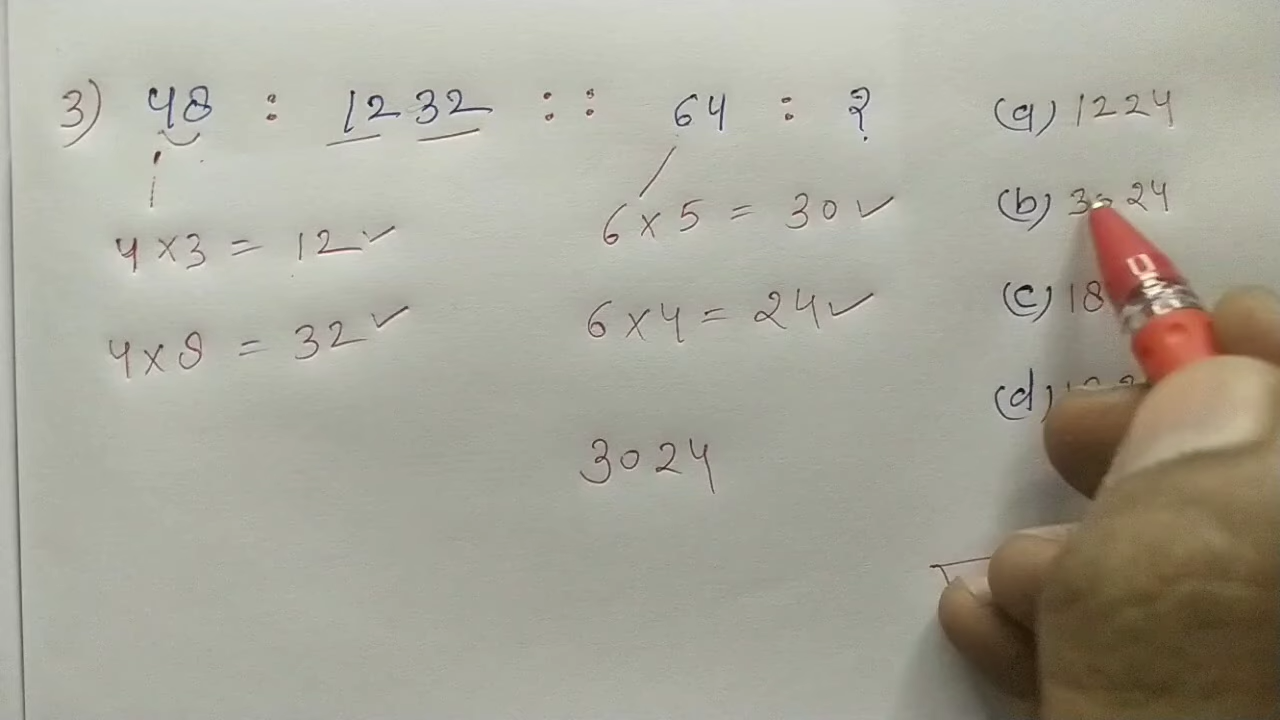 3) 48 : 1232 :: 64 : ?
4 x 3 = 12 ✓
4 x 8 = 32 ✓
6 x 5 = 30 ✓
6 x 4 = 24 ✓
3024
(a) 1224
(b) 3024
(c) 18
(d)